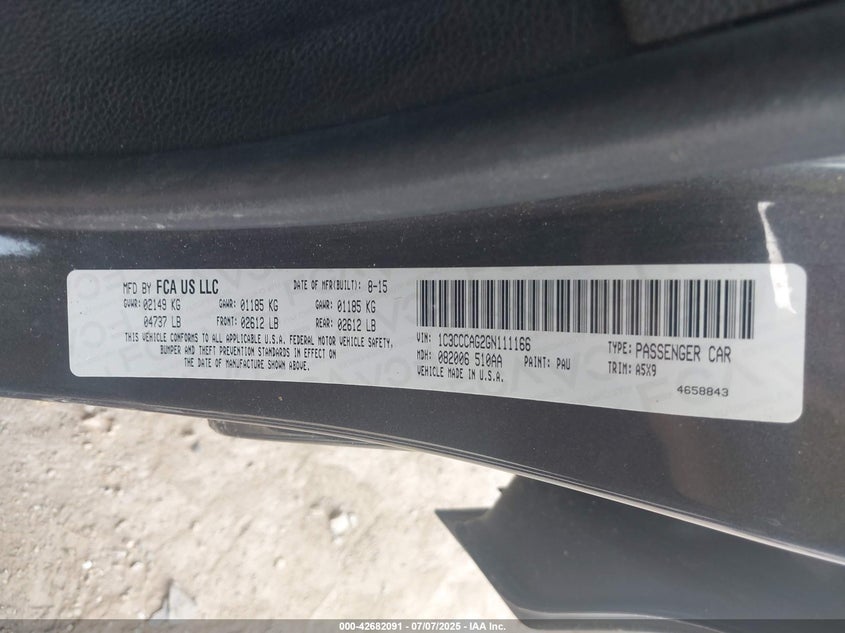 MFD BY FCA US LLC DATE OF MFR(BUILT): 8-15
GVWR: 02149 KG GAWR: 01185 KG GAWR: 01185 KG
04737 LB FRONT: 02612 LB REAR: 02612 LB
THIS VEHICLE CONFORMS TO ALL APPLICABLE U.S.A. FEDERAL MOTOR VEHICLE SAFETY,
BUMPER AND THEFT PREVENTION STANDARDS IN EFFECT ON
THE DATE OF MANUFACTURE SHOWN ABOVE.
VIN: 1C3CCCAG2GN111166 TYPE: PASSENGER CAR
MDH: 082006 510AA PAINT: PAU TRIM: A5X9
VEHICLE MADE IN U.S.A.
4658843
000-42682091 - 07/07/2025 - IAA Inc.